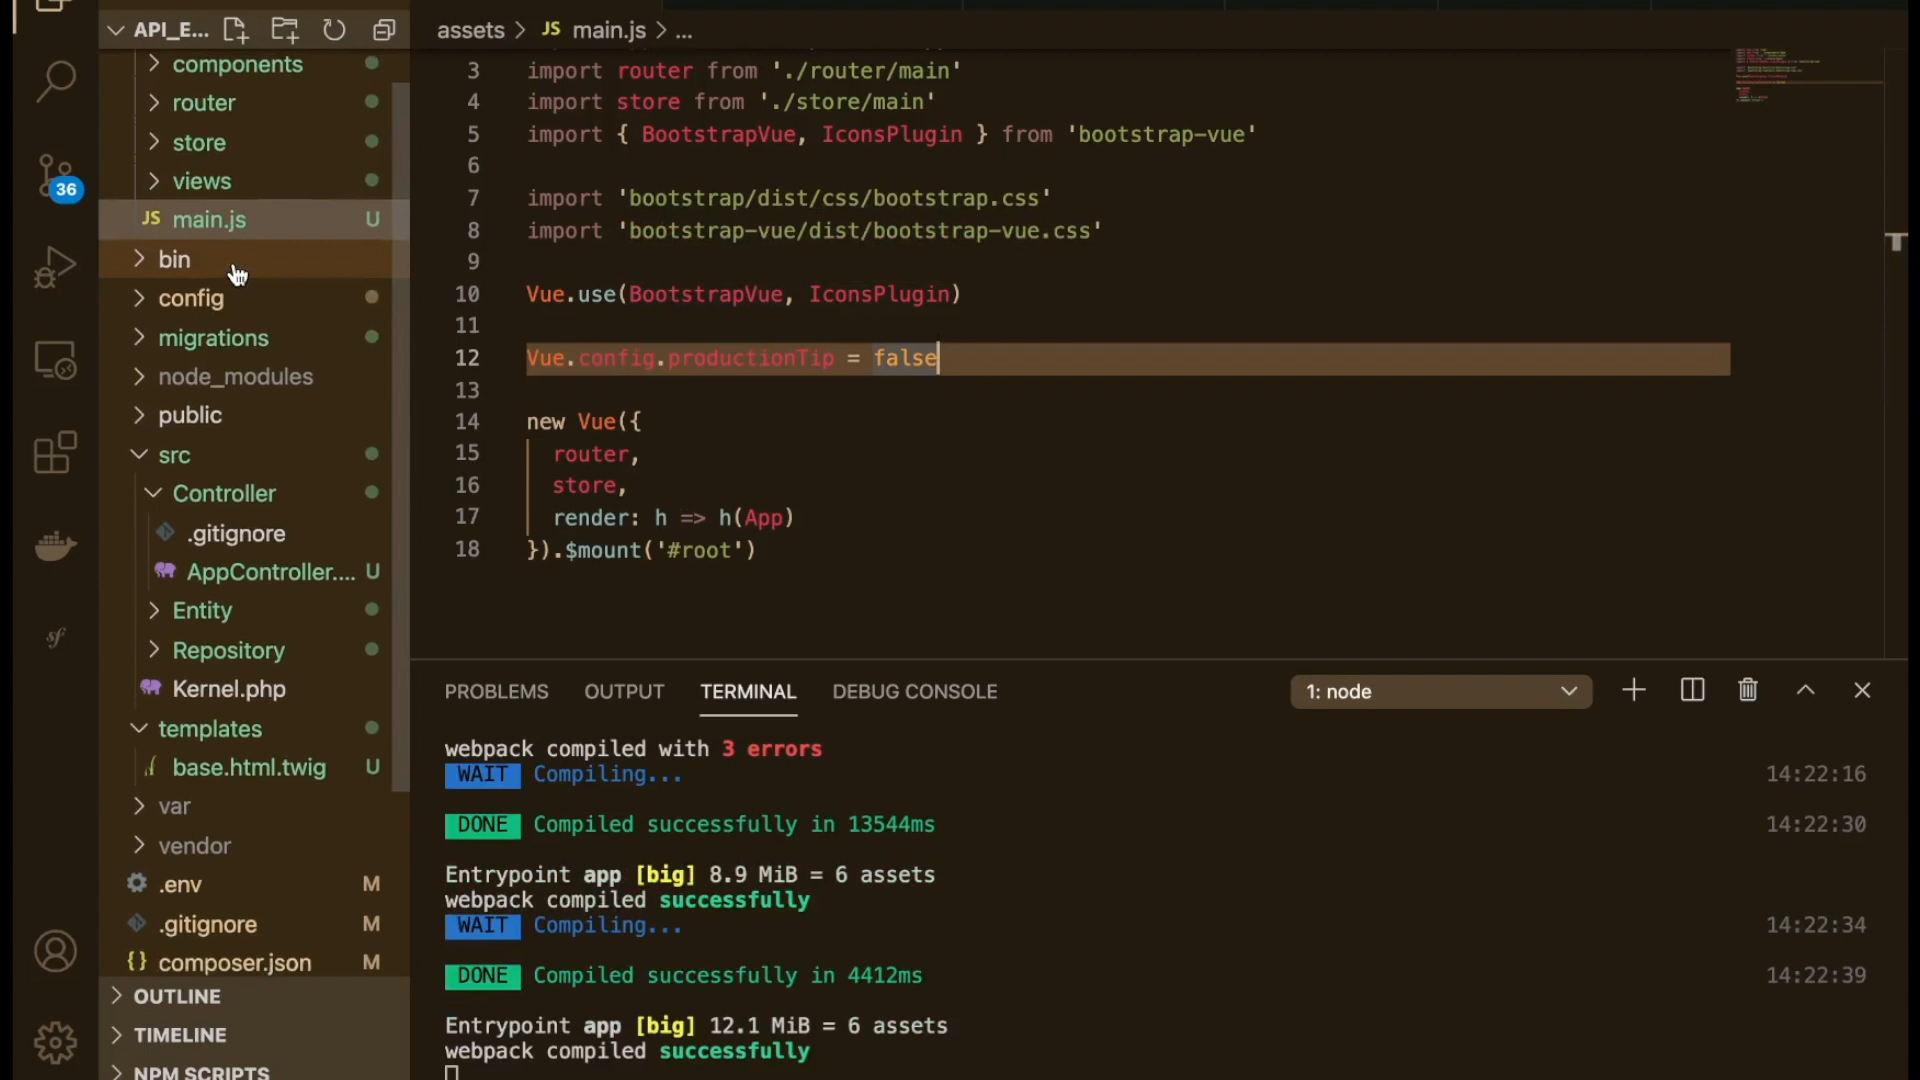 API_E...
components
router
store
views
JS main.js U
bin
config
migrations
node_modules
public
src
Controller
.gitignore
AppController.... U
Entity
Repository
Kernel.php
templates
base.html.twig U
var
vendor
.env M
.gitignore M
{} composer.json M
OUTLINE
TIMELINE
NPM SCRIPTS
36
sf
assets > JS main.js > ...
3 import router from './router/main'
4 import store from './store/main'
5 import { BootstrapVue, IconsPlugin } from 'bootstrap-vue'
6
7 import 'bootstrap/dist/css/bootstrap.css'
8 import 'bootstrap-vue/dist/bootstrap-vue.css'
9
10 Vue.use(BootstrapVue, IconsPlugin)
11
12 Vue.config.productionTip = false
13
14 new Vue({
15 router,
16 store,
17 render: h => h(App)
18 }).$mount('#root')
PROBLEMS OUTPUT TERMINAL DEBUG CONSOLE 1: node
webpack compiled with 3 errors
WAIT Compiling... 14:22:16
DONE Compiled successfully in 13544ms 14:22:30
Entrypoint app [big] 8.9 MiB = 6 assets
webpack compiled successfully
WAIT Compiling... 14:22:34
DONE Compiled successfully in 4412ms 14:22:39
Entrypoint app [big] 12.1 MiB = 6 assets
webpack compiled successfully